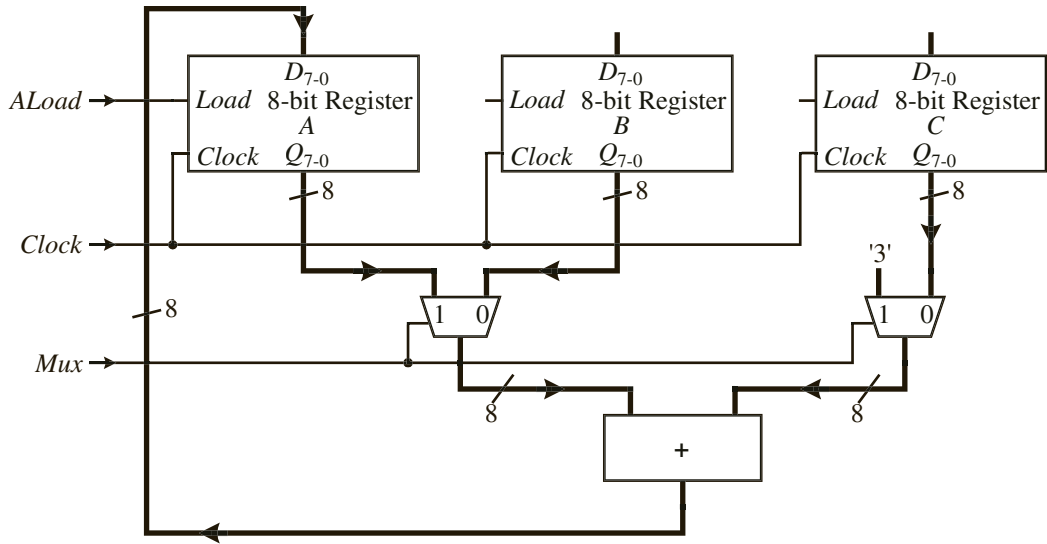 D7-0
D7-0
D7-0
ALoad
Load 8-bit Register
Load 8-bit Register
Load 8-bit Register
A
B
C
Clock Q7-0
Clock Q7-0
Clock Q7-0
8
8
8
Clock
'3'
8
1 0
1 0
Mux
8
8
+